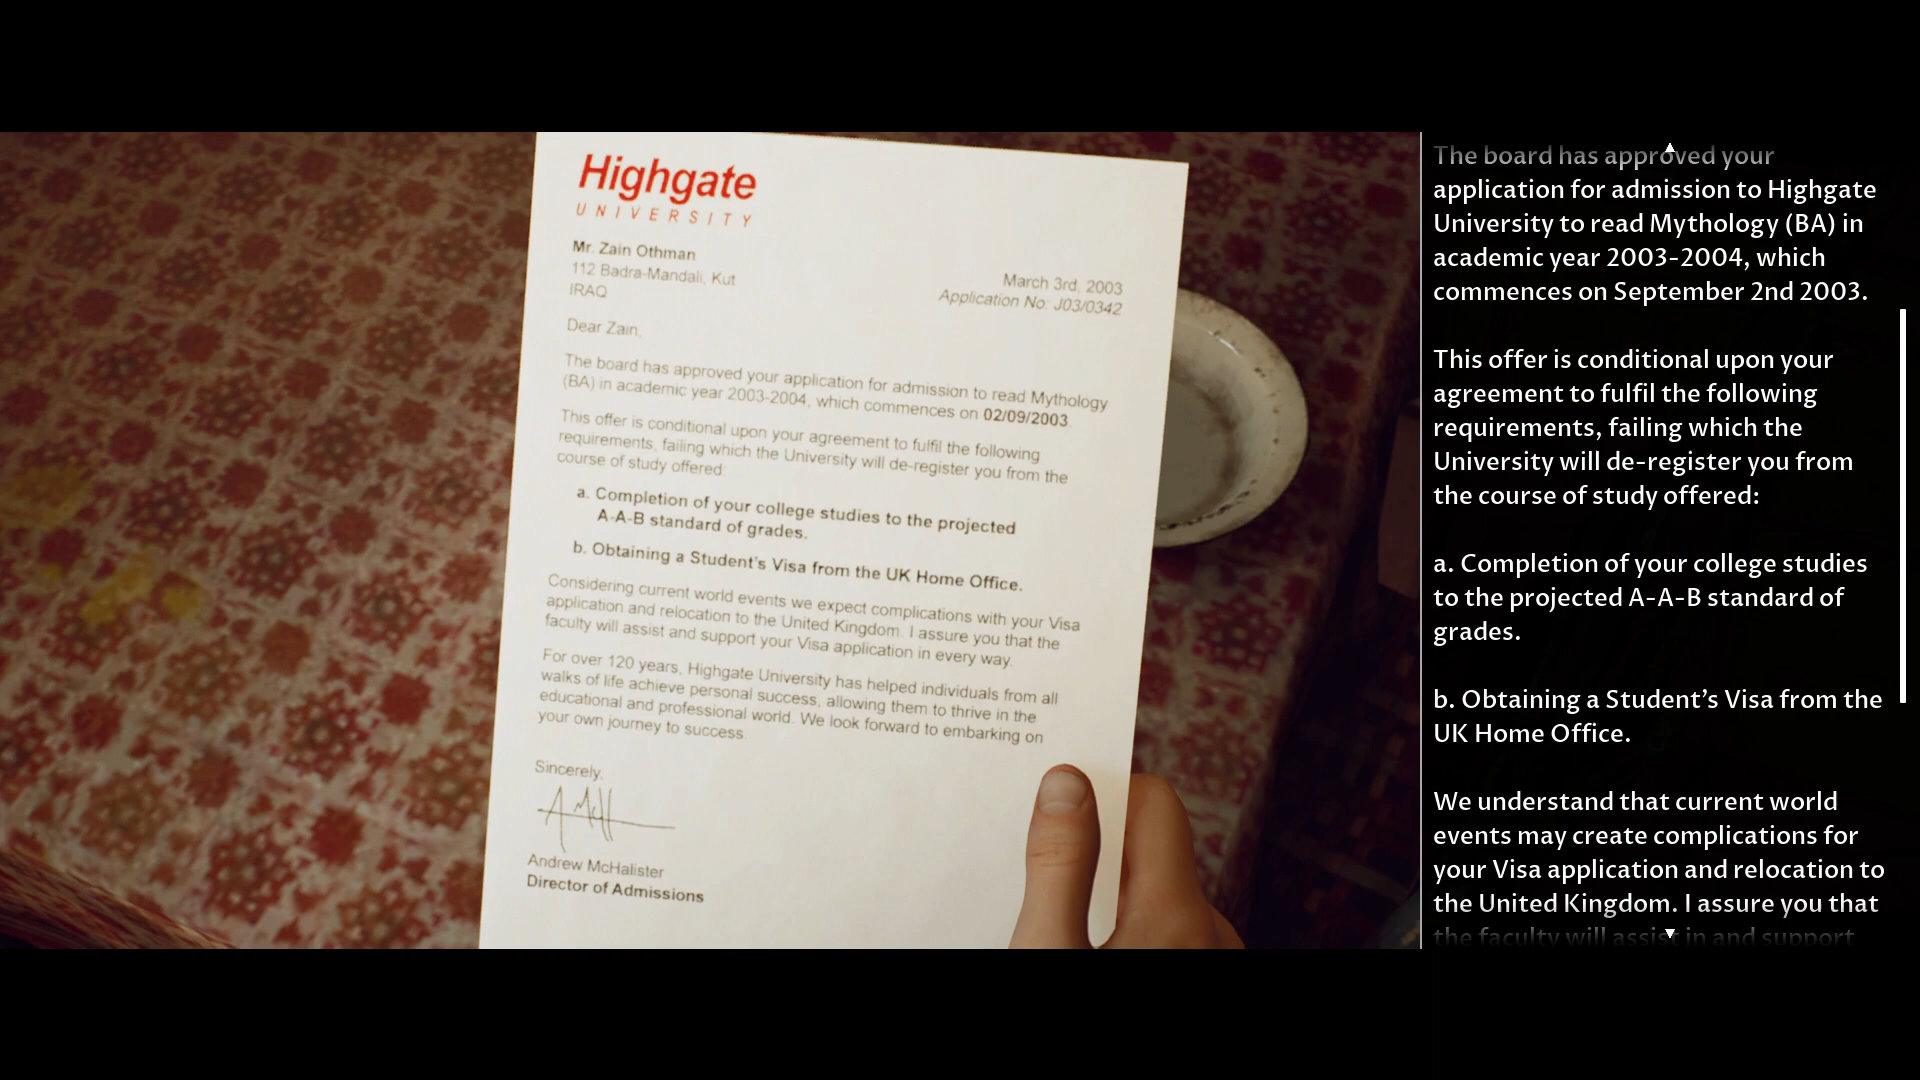 Highgate
UNIVERSITY
Mr. Zain Othman
112 Badra-Mandali, Kut
IRAQ
March 3rd, 2003
Application No: J03/0342
Dear Zain,
The board has approved your application for admission to read Mythology
(BA) in academic year 2003-2004, which commences on 02/09/2003.
This offer is conditional upon your agreement to fulfil the following
requirements, failing which the University will de-register you from the
course of study offered:
a. Completion of your college studies to the projected
A-A-B standard of grades.
b. Obtaining a Student's Visa from the UK Home Office.
Considering current world events we expect complications with your Visa
application and relocation to the United Kingdom. I assure you that the
faculty will assist and support your Visa application in every way.
For over 120 years, Highgate University has helped individuals from all
walks of life achieve personal success, allowing them to thrive in the
educational and professional world. We look forward to embarking on
your own journey to success.
Sincerely,
Andrew McHalister
Director of Admissions
The board has approved your
application for admission to Highgate
University to read Mythology (BA) in
academic year 2003-2004, which
commences on September 2nd 2003.
This offer is conditional upon your
agreement to fulfil the following
requirements, failing which the
University will de-register you from
the course of study offered:
a. Completion of your college studies
to the projected A-A-B standard of
grades.
b. Obtaining a Student's Visa from the
UK Home Office.
We understand that current world
events may create complications for
your Visa application and relocation to
the United Kingdom. I assure you that
the faculty will assist in and support